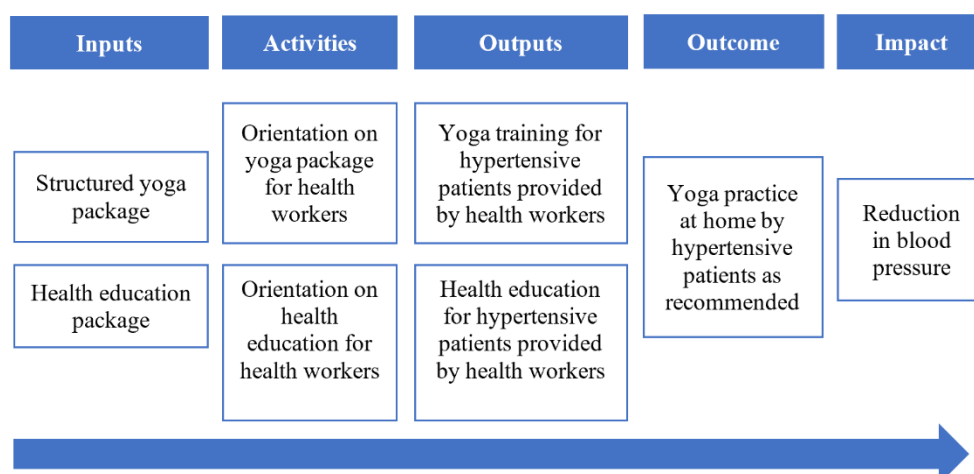 Inputs
Activities
Outputs
Outcome
Impact
Structured yoga
package
Health education
package
Orientation on
yoga package
for health
workers
Orientation on
health
education for
health workers
Yoga training for
hypertensive
patients provided
by health workers
Health education
for hypertensive
patients provided
by health workers
Yoga practice
at home by
hypertensive
patients as
recommended
Reduction
in blood
pressure